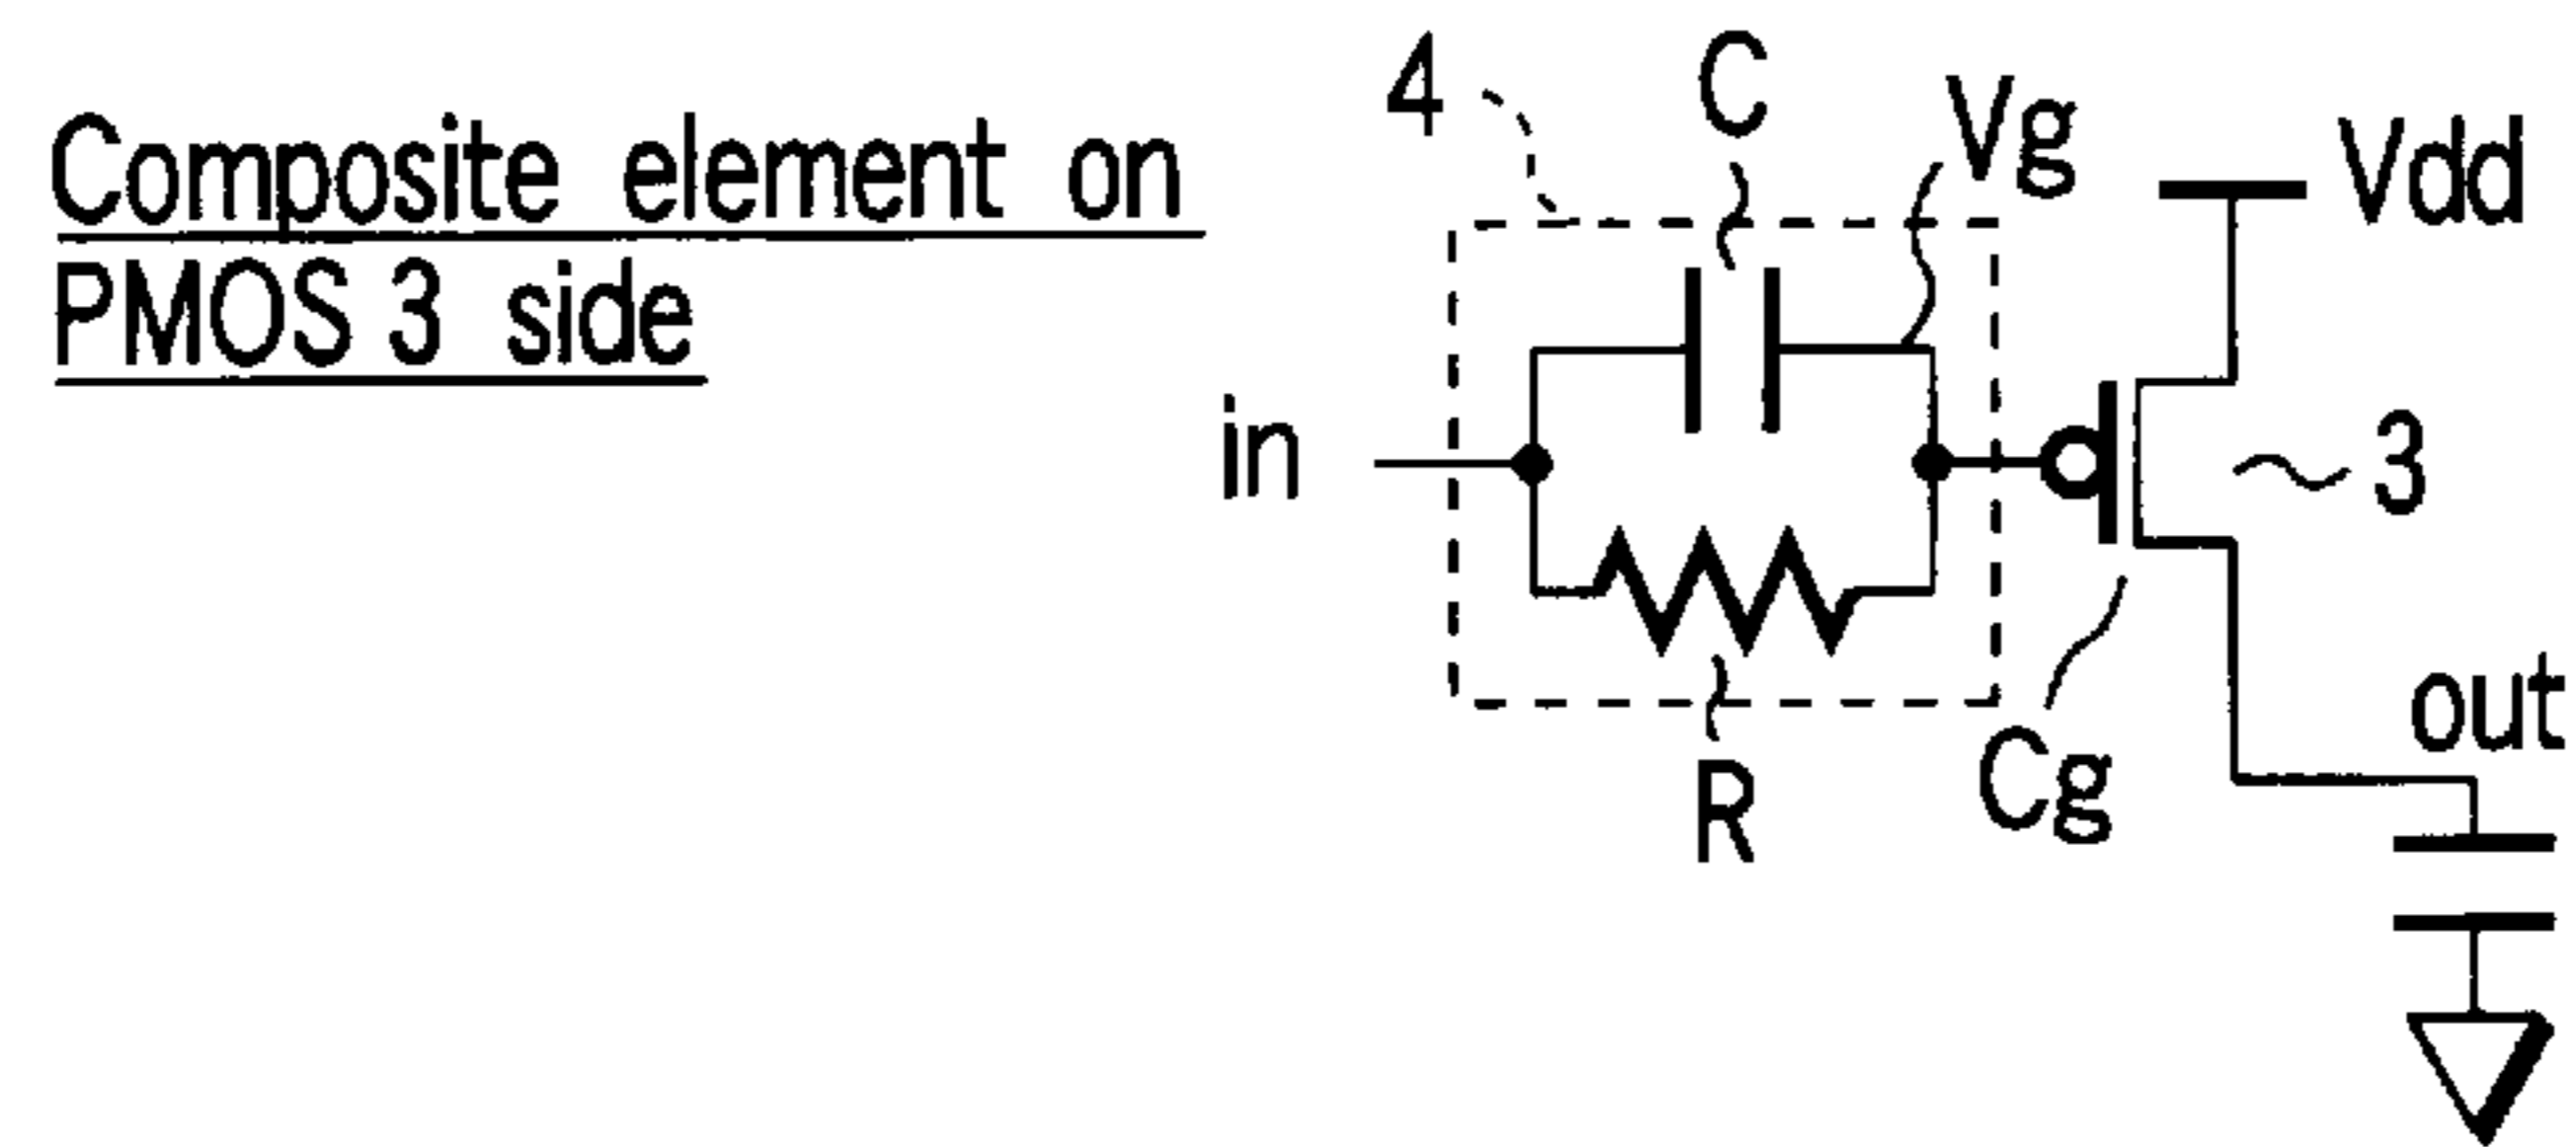 Composite element on
PMOS 3 side
4
C
Vg
Vdd
in
3
R
Cg
out